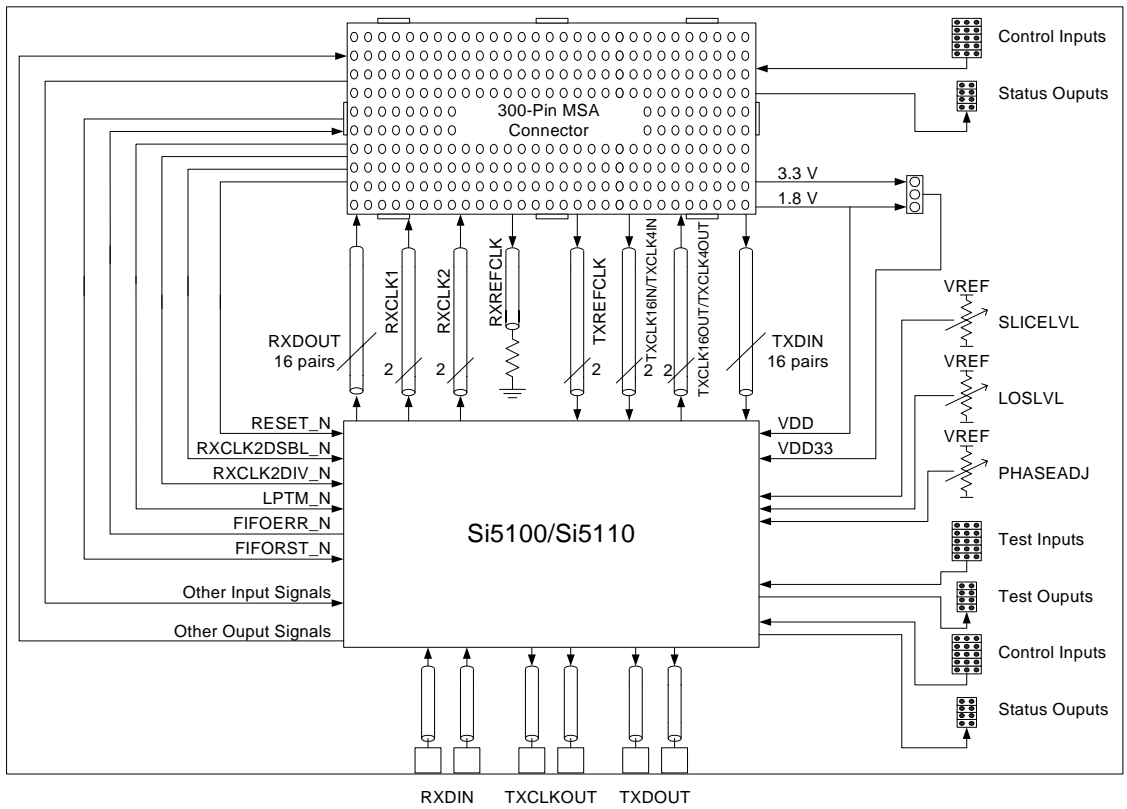 Control Inputs
Status Ouputs
300-Pin MSA
Connector
3.3 V
1.8 V
RXDOUT
16 pairs
RXCLK1
2
RXCLK2
2
RXREFCLK
TXREFCLK
2
TXCLK16IN/TXCLK4IN
2
TXCLK16OUT/TXCLK4OUT
2
TXDIN
16 pairs
VREF
SLICELVL
VREF
LOSLVL
VREF
PHASEADJ
RESET_N
RXCLK2DSBL_N
RXCLK2DIV_N
LPTM_N
FIFOERR_N
FIFORST_N
Other Input Signals
Other Ouput Signals
VDD
VDD33
Si5100/Si5110
Test Inputs
Test Ouputs
Control Inputs
Status Ouputs
RXDIN
TXCLKOUT
TXDOUT